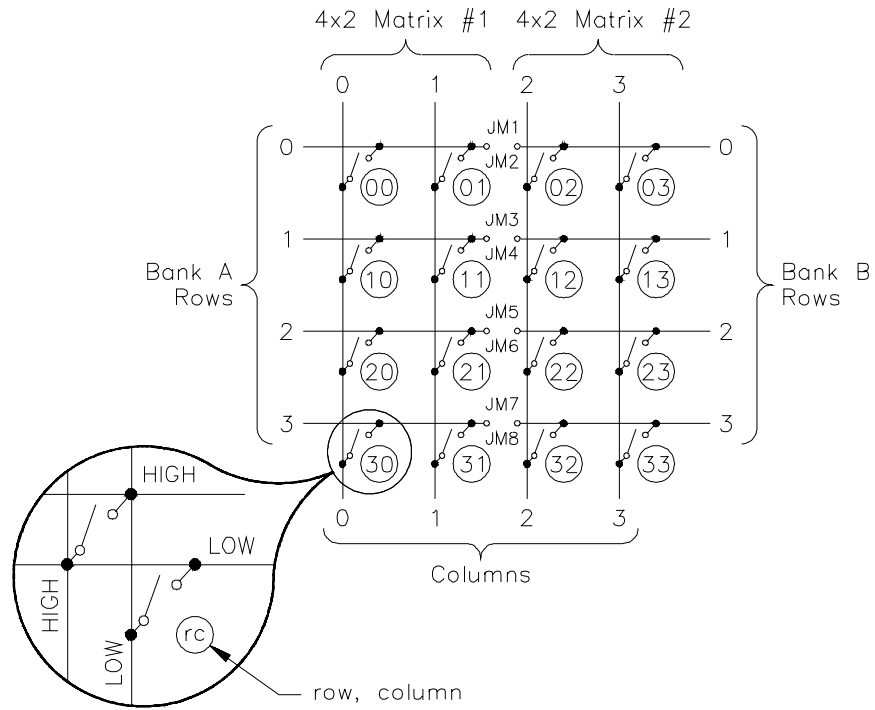 4x2 Matrix #1 4x2 Matrix #2
0 1 2 3
JM1
0 0
JM2
00 01 02 03
JM3
1 1
JM4
Bank A
Rows
10 11 12 13
Bank B
Rows
JM5
2 2
JM6
20 21 22 23
JM7
3 3
JM8
30 31 32 33
0 1 2 3
Columns
HIGH
LOW
HIGH
LOW
rc
row, column